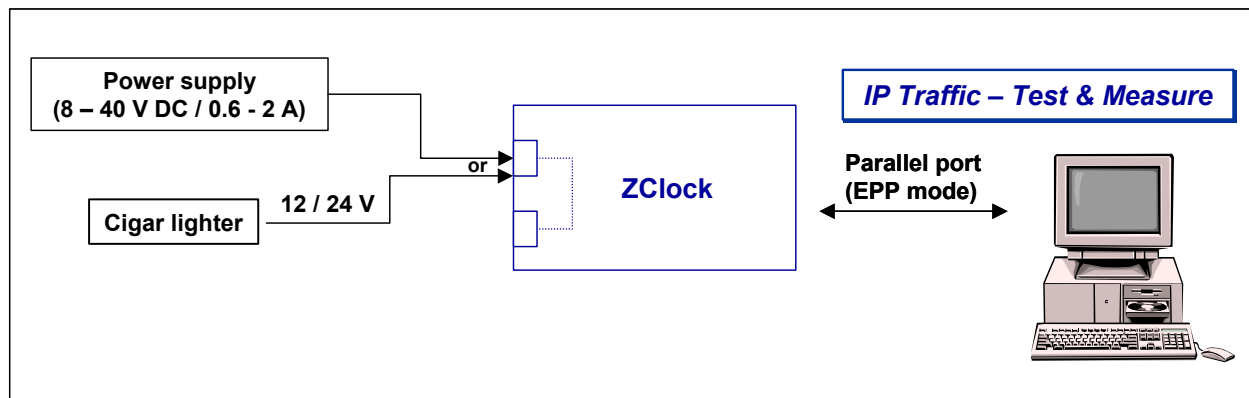 Power supply
(8 – 40 V DC / 0.6 - 2 A)
IP Traffic – Test & Measure
or
ZClock
Parallel port
(EPP mode)
12 / 24 V
Cigar lighter